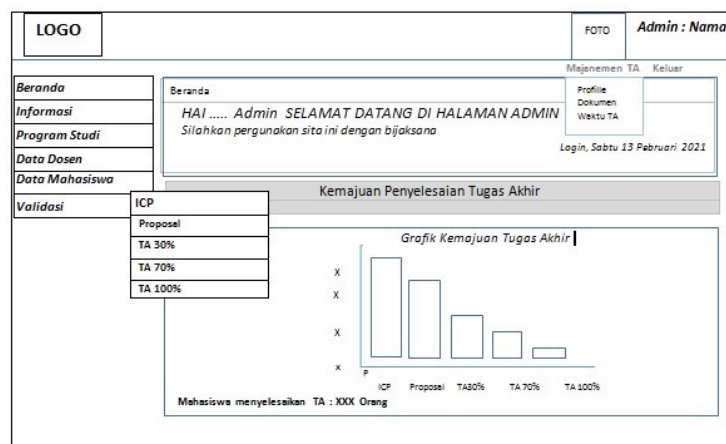 LOGO
FOTO
Admin : Nama
Majanemen TA Keluar
Profilie
Dokumen
Waktu TA
Beranda
Informasi
Program Studi
Data Dosen
Data Mahasiswa
Validasi
ICP
Proposal
TA 30%
TA 70%
TA 100%
Beranda
HAI ..... Admin SELAMAT DATANG DI HALAMAN ADMIN
Silahkan pergunakan sita ini dengan bijaksana
Login, Sabtu 13 Pebruari 2021
Kemajuan Penyelesaian Tugas Akhir
Grafik Kemajuan Tugas Akhir
X
X
X
x
P
ICP Proposal TA30% TA 70% TA 100%
Mahasiswa menyelesaikan TA : XXX Orang